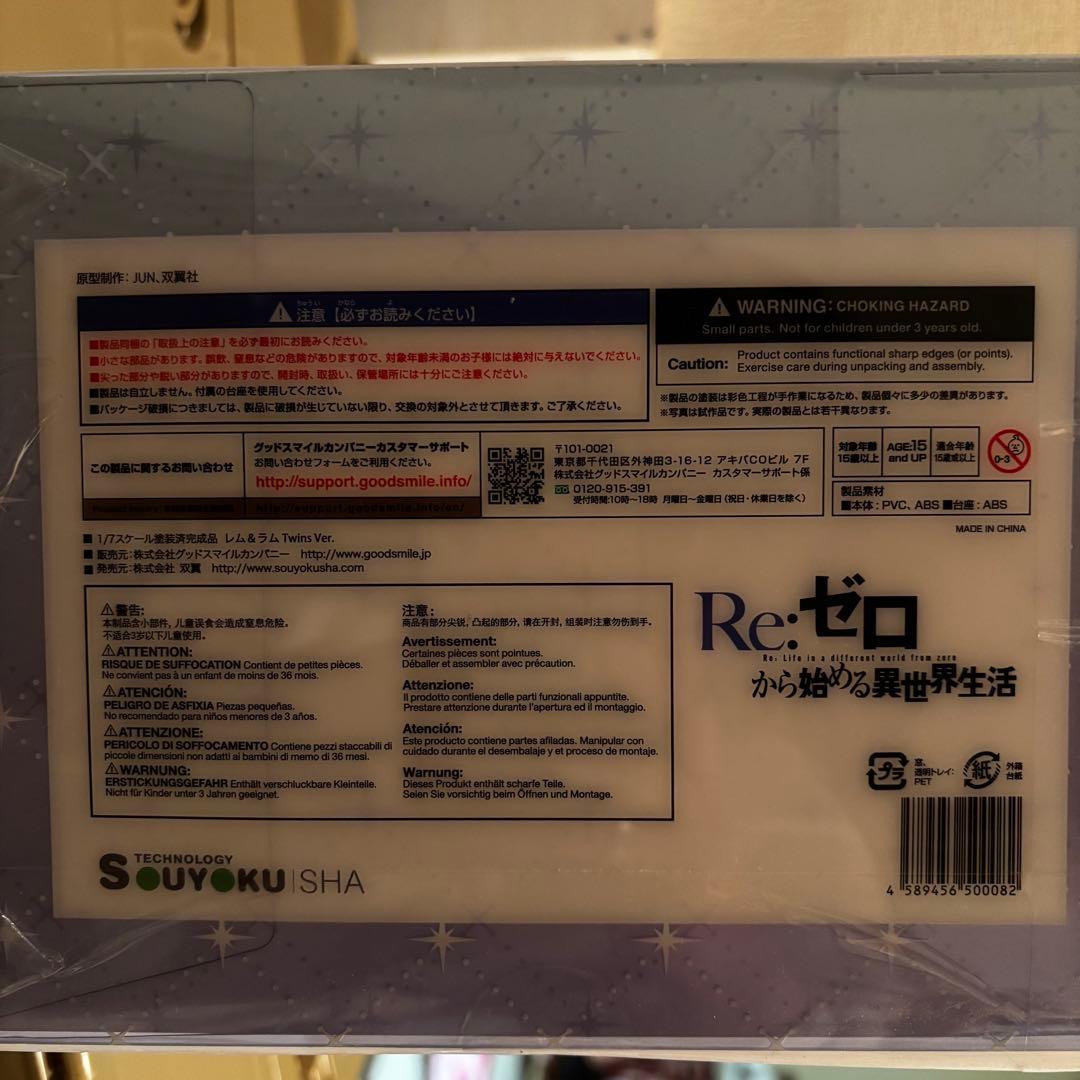 原型制作：JUN、双翼社
ちゅうい かなら よ
⚠ 注意【必ずお読みください】
■製品同梱の「取扱上の注意」を必ず最初にお読みください。
■小さな部品があります。誤飲、窒息などの危険がありますので、対象年齢未満のお子様には絶対に与えないでください。
■尖った部分や鋭い部分がありますので、開封時、取扱い、保管場所には十分にご注意ください。
■製品は自立しません。付属の台座を使用してください。
■パッケージ破損につきましては、製品に破損が生じていない限り、交換の対象外とさせて頂きます。ご了承ください。
⚠ WARNING: CHOKING HAZARD
Small parts. Not for children under 3 years old.
Caution: Product contains functional sharp edges (or points).
Exercise care during unpacking and assembly.
※製品の塗装は彩色工程が手作業になるため、製品個々に多少の差異があります。
※写真は試作品です。実際の製品とは若干異なります。
この製品に関するお問い合わせ
グッドスマイルカンパニーカスタマーサポート
お問い合わせフォームをご利用ください。
http://support.goodsmile.info/
http://support.goodsmile.info/en/
〒101-0021
東京都千代田区外神田3-16-12 アキバCOビル 7F
株式会社グッドスマイルカンパニー カスタマーサポート係
0120-915-391
受付時間:10時〜18時 月曜日〜金曜日(祝日・休業日を除く)
対象年齢
15歳以上
AGE:15
and UP
適合年齢
15歳或以上
0-3
製品素材
■本体：PVC、ABS ■台座：ABS
MADE IN CHINA
■ 1/7スケール塗装済完成品 レム＆ラム Twins Ver.
■ 販売元：株式会社グッドスマイルカンパニー http://www.goodsmile.jp
■ 発売元：株式会社 双翼 http://www.souyokusha.com
⚠警告:
本制品含小部件, 儿童误食会造成窒息危险。
不适合3岁以下儿童使用。
⚠ATTENTION:
RISQUE DE SUFFOCATION Contient de petites pièces.
Ne convient pas à un enfant de moins de 36 mois.
⚠ATENCIÓN:
PELIGRO DE ASFIXIA Piezas pequeñas.
No recomendado para niños menores de 3 años.
⚠ATTENZIONE:
PERICOLO DI SOFFOCAMENTO Contiene pezzi staccabili di
piccole dimensioni non adatti ai bambini di memo di 36 mesi.
⚠WARNUNG:
ERSTICKUNGSGEFAHR Enthält verschluckbare Kleinteile.
Nicht für Kinder unter 3 Jahren geeignet.
注意：
商品有部分尖锐, 凸起的部分, 请在开封, 组装时注意勿伤到手。
Avertissement:
Certaines pièces sont pointues.
Déballer et assembler avec précaution.
Attenzione:
Il prodotto contiene delle parti funzionali appuntite.
Prestare attenzione durante l'apertura ed il montaggio.
Atención:
Este producto contiene partes afiladas. Manipular con
cuidado durante el desembalaje y el proceso de montaje.
Warnung:
Dieses Produkt enthält scharfe Teile.
Seien Sie vorsichtig beim Öffnen und Montage.
Re:ゼロ
Re: Life in a different world from zero
から始める異世界生活
プラ
窓、
透明トレイ:
PET
紙
外箱
台紙
4 589456 500082
TECHNOLOGY
SOUYOKU|SHA